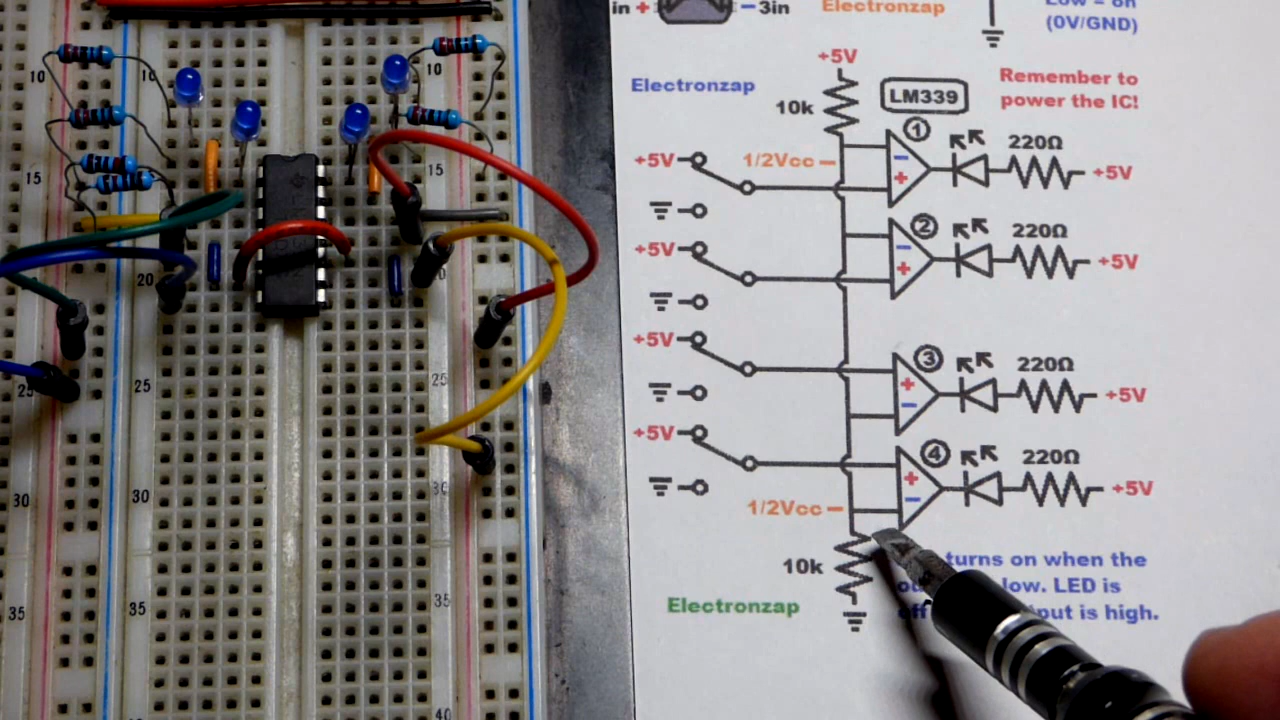 in + − 3in
Electronzap
Low = on
(0V/GND)
+5V
Electronzap
10k
LM339
Remember to
power the IC!
1
220Ω
+5V
1/2Vcc
−
+
+5V
2
220Ω
+5V
−
+
+5V
3
220Ω
+5V
+
−
+5V
4
220Ω
+5V
+
−
+5V
1/2Vcc
10k
turns on when the
low. LED is
put is high.
Electronzap
10
10
10
15
15
20
25
25
25
30
30
35
35
35
40